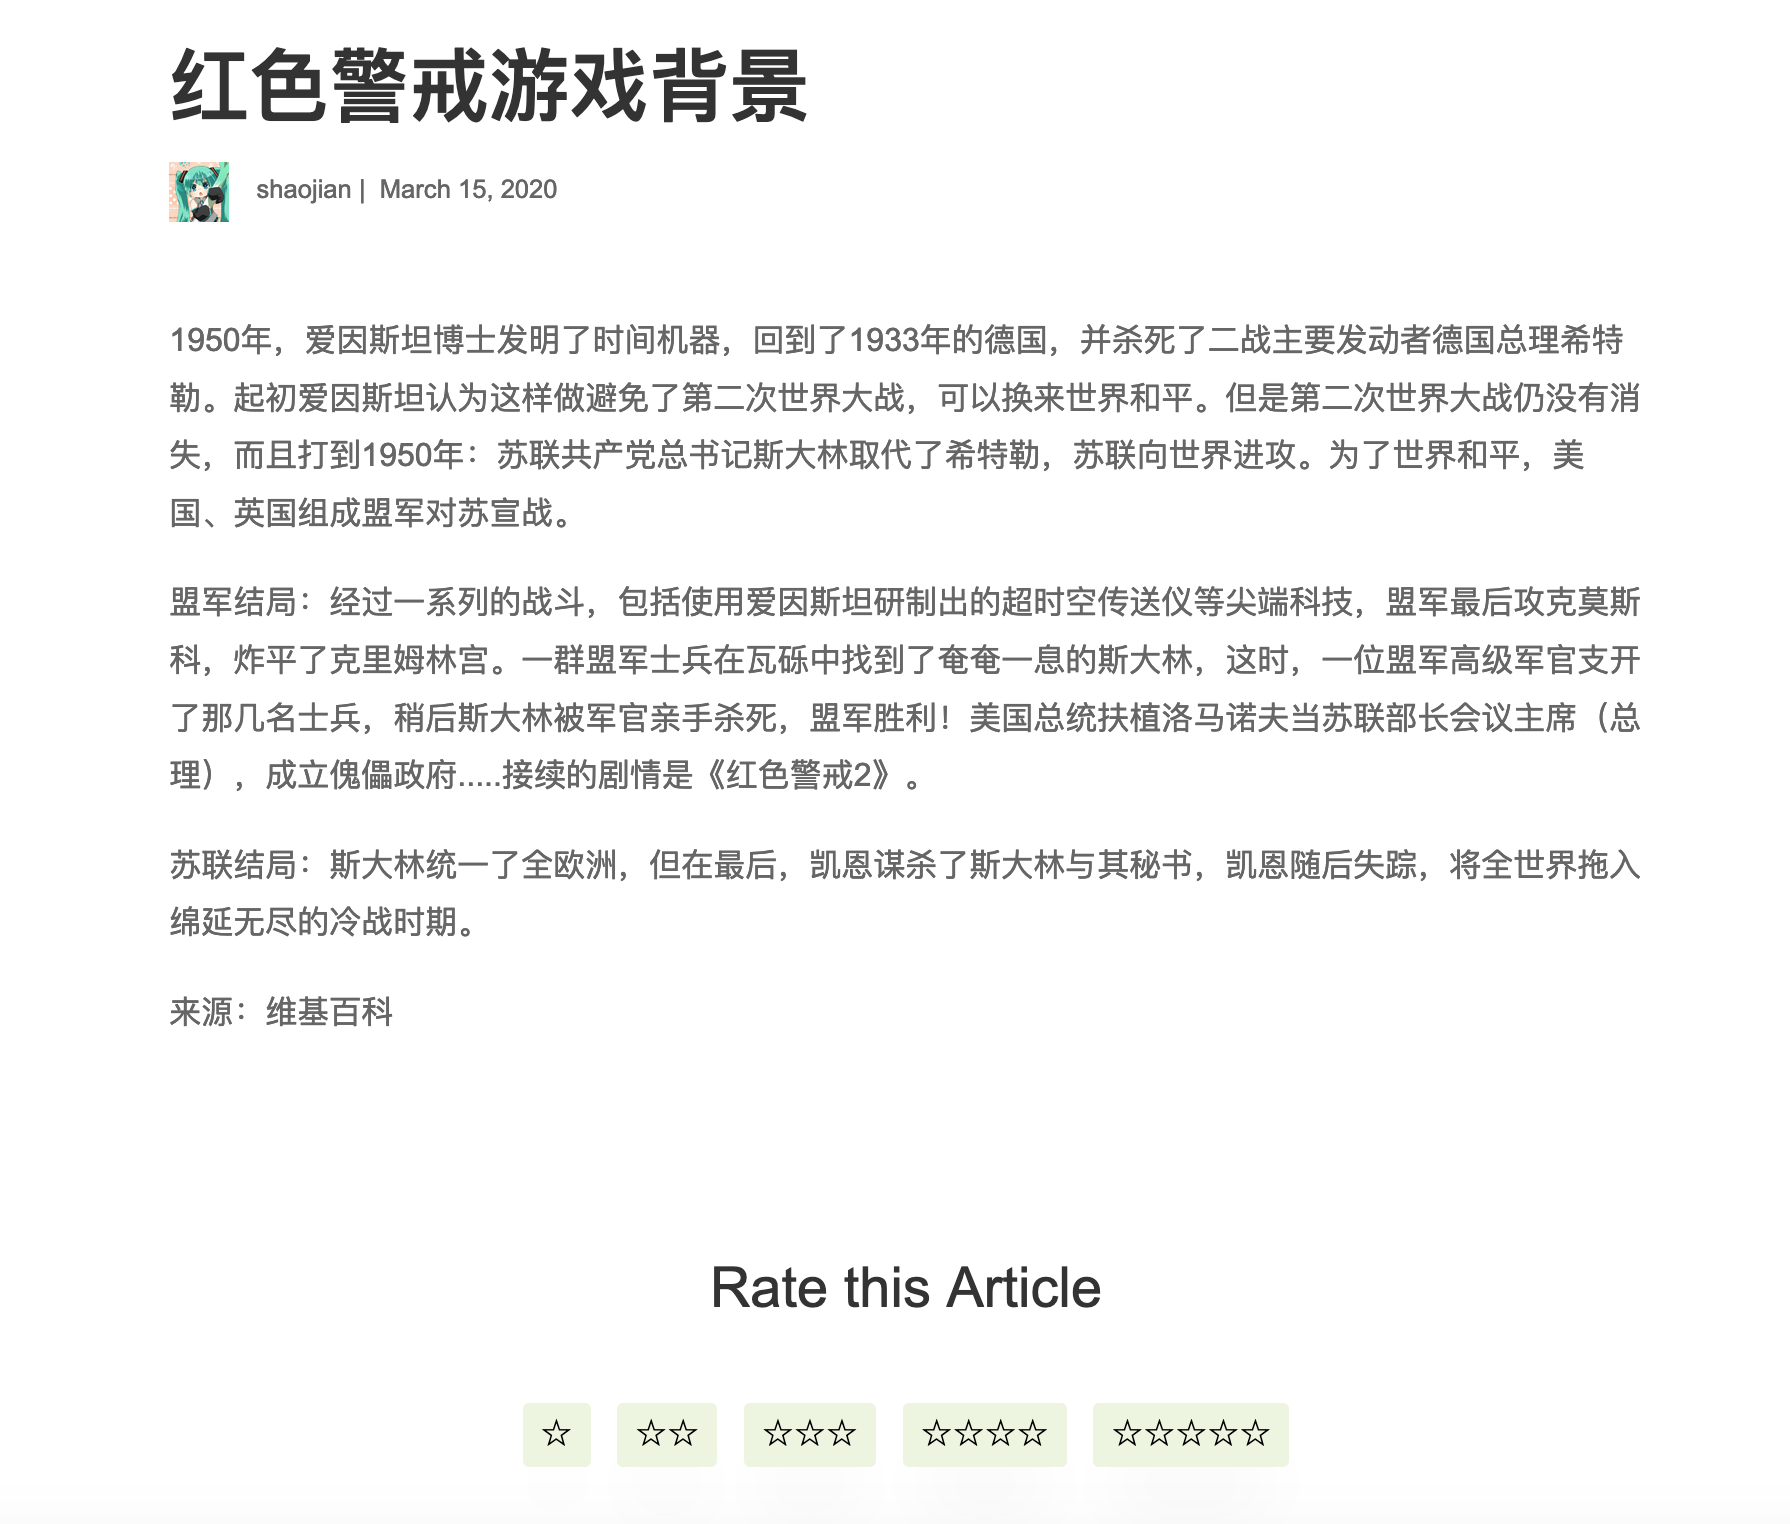 红色警戒游戏背景
shaojian | March 15, 2020
1950年，爱因斯坦博士发明了时间机器，回到了1933年的德国，并杀死了二战主要发动者德国总理希特
勒。起初爱因斯坦认为这样做避免了第二次世界大战，可以换来世界和平。但是第二次世界大战仍没有消
失，而且打到1950年：苏联共产党总书记斯大林取代了希特勒，苏联向世界进攻。为了世界和平，美
国、英国组成盟军对苏宣战。
盟军结局：经过一系列的战斗，包括使用爱因斯坦研制出的超时空传送仪等尖端科技，盟军最后攻克莫斯
科，炸平了克里姆林宫。一群盟军士兵在瓦砾中找到了奄奄一息的斯大林，这时，一位盟军高级军官支开
了那几名士兵，稍后斯大林被军官亲手杀死，盟军胜利！美国总统扶植洛马诺夫当苏联部长会议主席（总
理），成立傀儡政府.....接续的剧情是《红色警戒2》。
苏联结局：斯大林统一了全欧洲，但在最后，凯恩谋杀了斯大林与其秘书，凯恩随后失踪，将全世界拖入
绵延无尽的冷战时期。
来源：维基百科
Rate this Article
☆ ☆☆ ☆☆☆ ☆☆☆☆ ☆☆☆☆☆